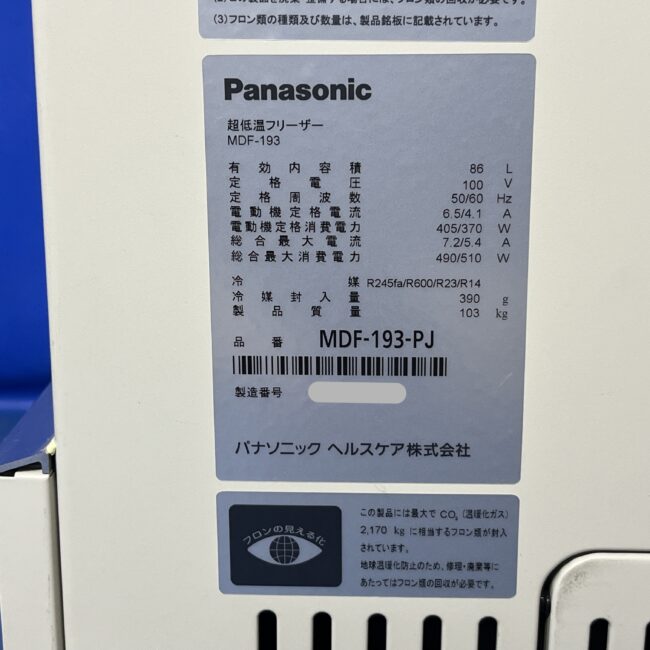 (3)フロン類の種類及び数量は、製品銘板に記載されています。
Panasonic
超低温フリーザー
MDF-193
有効内容積 86 L
定格電圧 100 V
定格周波数 50/60 Hz
電動機定格電流 6.5/4.1 A
電動機定格消費電力 405/370 W
総合最大電流 7.2/5.4 A
総合最大消費電力 490/510 W
冷媒 R245fa/R600/R23/R14
冷媒封入量 390 g
製品質量 103 kg
品番 MDF-193-PJ
製造番号
パナソニック ヘルスケア株式会社
フロンの見える化
この製品には最大で CO₂ (温暖化ガス)
2,170 kg に相当するフロン類が封入
されています。
地球温暖化防止のため、修理・廃棄等に
あたってはフロン類の回収が必要です。